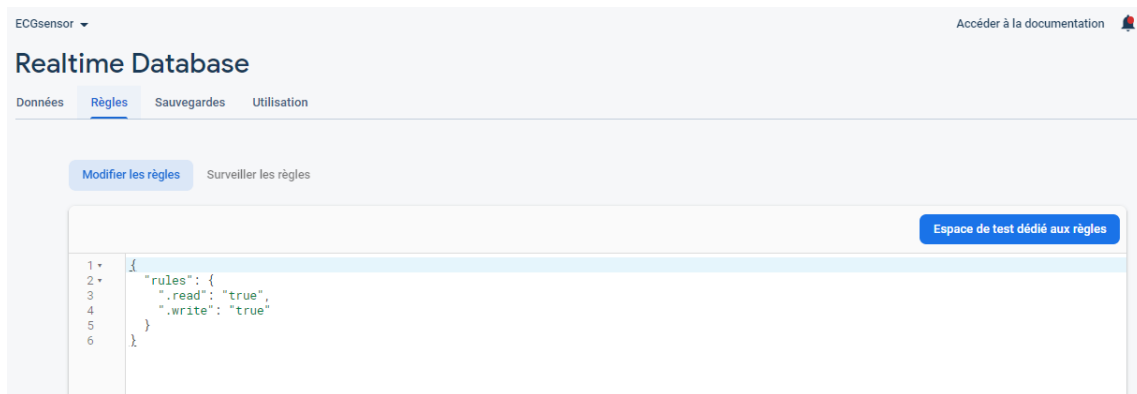 ECGsensor
Accéder à la documentation
Realtime Database
Données Règles Sauvegardes Utilisation
Modifier les règles Surveiller les règles
Espace de test dédié aux règles
1 {
2 "rules": {
3 ".read": "true",
4 ".write": "true"
5 }
6 }